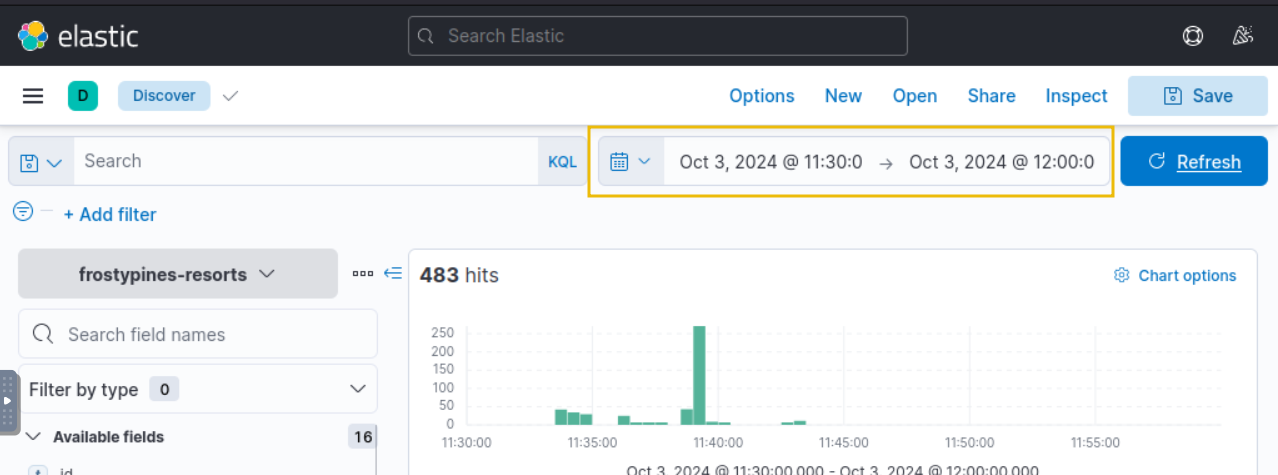 elastic
Search Elastic
D
Discover
Options
New
Open
Share
Inspect
Save
Search
KQL
Oct 3, 2024 @ 11:30:0
→
Oct 3, 2024 @ 12:00:0
Refresh
+ Add filter
frostypines-resorts
483 hits
Chart options
Search field names
Filter by type 0
Available fields 16
t
id
250
200
150
100
50
0
11:30:00 11:35:00 11:40:00 11:45:00 11:50:00 11:55:00
Oct 3, 2024 @ 11:30:00.000 - Oct 3, 2024 @ 12:00:00.000